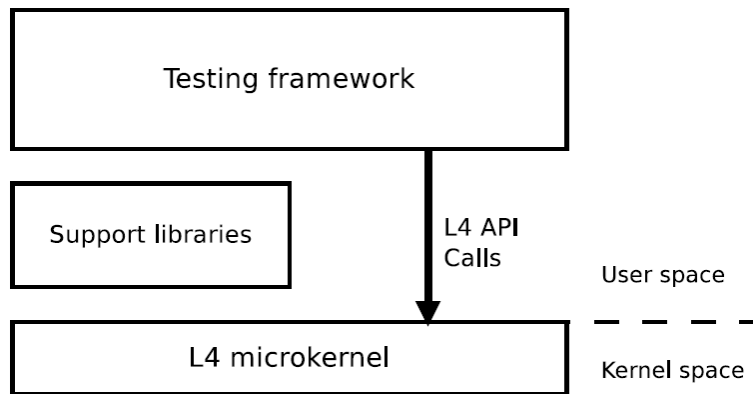 Testing framework
Support libraries
L4 API
Calls
User space
L4 microkernel
Kernel space